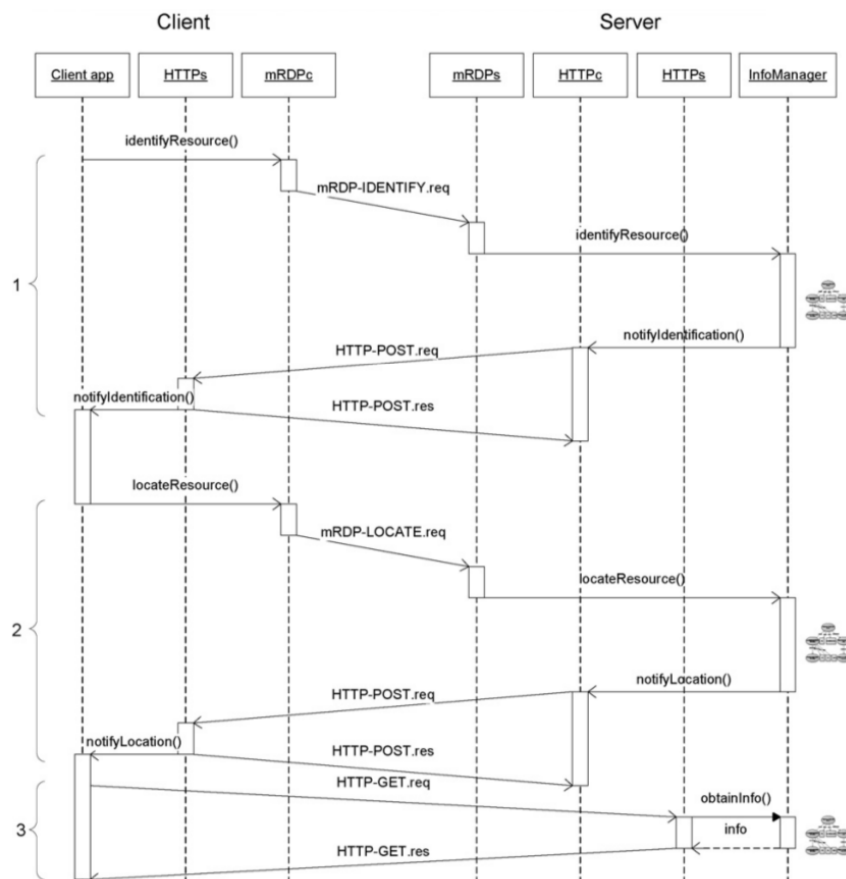 Client
Server
Client app
HTTPs
mRDPc
mRDPs
HTTPc
HTTPs
InfoManager
identifyResource()
mRDP-IDENTIFY.req
identifyResource()
1
notifyIdentification()
HTTP-POST.req
notifyIdentification()
HTTP-POST.res
locateResource()
mRDP-LOCATE.req
locateResource()
2
notifyLocation()
HTTP-POST.req
notifyLocation()
HTTP-POST.res
HTTP-GET.req
obtainInfo()
3
info
HTTP-GET.res